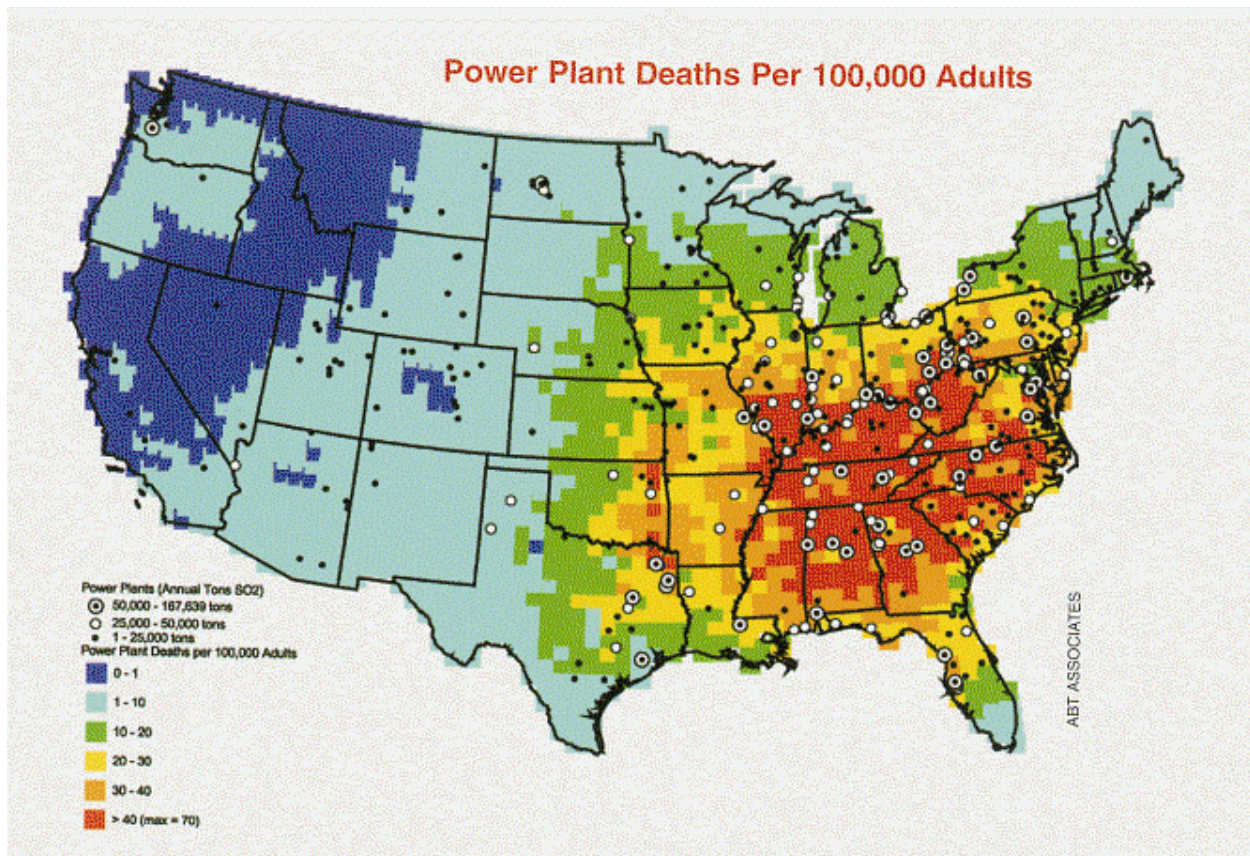 Power Plant Deaths Per 100,000 Adults
Power Plants (Annual Tons SO2)
50,000 - 167,639 tons
25,000 - 50,000 tons
1 - 25,000 tons
Power Plant Deaths per 100,000 Adults
0 - 1
1 - 10
10 - 20
20 - 30
30 - 40
> 40 (max = 70)
ABT ASSOCIATES